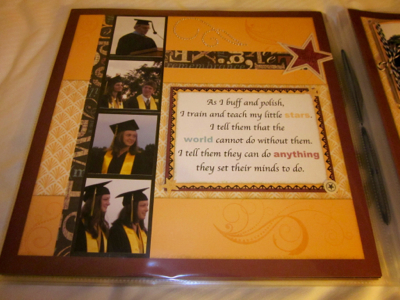 remember
As I buff and polish,
I train and teach my little stars.
I tell them that the
world cannot do without them.
I tell them they can do anything
they set their minds to do.